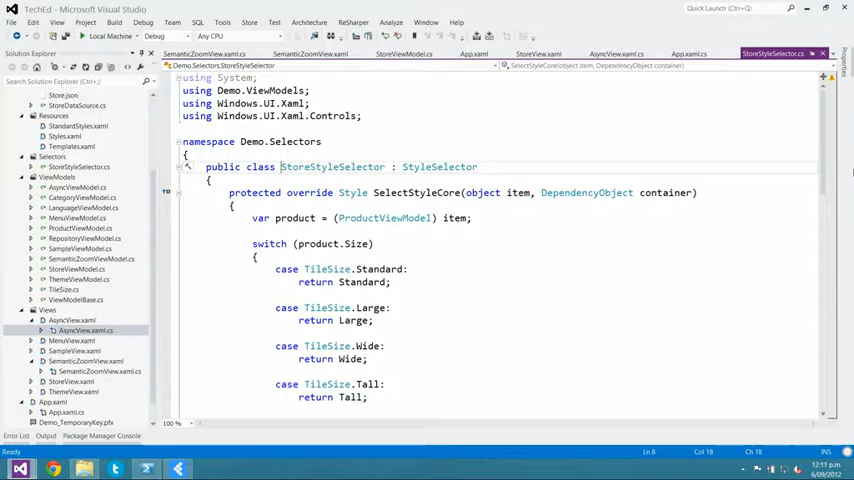 TechEd - Microsoft Visual Studio
Quick Launch (Ctrl+Q)
File Edit View Project Build Debug Team SQL Tools Store Test Architecture ReSharper Analyze Window Help
Local Machine Debug Any CPU
Solution Explorer
SemanticZoomView.xaml.cs SemanticZoomView.xaml StoreViewModel.cs App.xaml StoreView.xaml AsyncView.xaml.cs App.xaml.cs StoreStyleSelector.cs
Properties
Demo.Selectors.StoreStyleSelector
SelectStyleCore(object item, DependencyObject container)
Search Solution Explorer (Ctrl+;)
Store.json
StoreDataSource.cs
Resources
StandardStyles.xaml
Styles.xaml
Templates.xaml
Selectors
StoreStyleSelector.cs
ViewModels
AsyncViewModel.cs
CategoryViewModel.cs
LanguageViewModel.cs
MenuViewModel.cs
ProductViewModel.cs
RepositoryViewModel.cs
SampleViewModel.cs
SemanticZoomViewModel.cs
StoreViewModel.cs
ThemeViewModel.cs
TileSize.cs
ViewModelBase.cs
Views
AsyncView.xaml
AsyncView.xaml.cs
MenuView.xaml
SampleView.xaml
SemanticZoomView.xaml
SemanticZoomView.xaml.cs
StoreView.xaml
ThemeView.xaml
App.xaml
App.xaml.cs
Demo_TemporaryKey.pfx
using System;
using Demo.ViewModels;
using Windows.UI.Xaml;
using Windows.UI.Xaml.Controls;
namespace Demo.Selectors
{
public class StoreStyleSelector : StyleSelector
{
protected override Style SelectStyleCore(object item, DependencyObject container)
{
var product = (ProductViewModel) item;
switch (product.Size)
{
case TileSize.Standard:
return Standard;
case TileSize.Large:
return Large;
case TileSize.Wide:
return Wide;
case TileSize.Tall:
return Tall;
100 %
Error List Output Package Manager Console
Ready
Ln 8 Col 18 Ch 18 INS
12:11 p.m.
6/09/2012